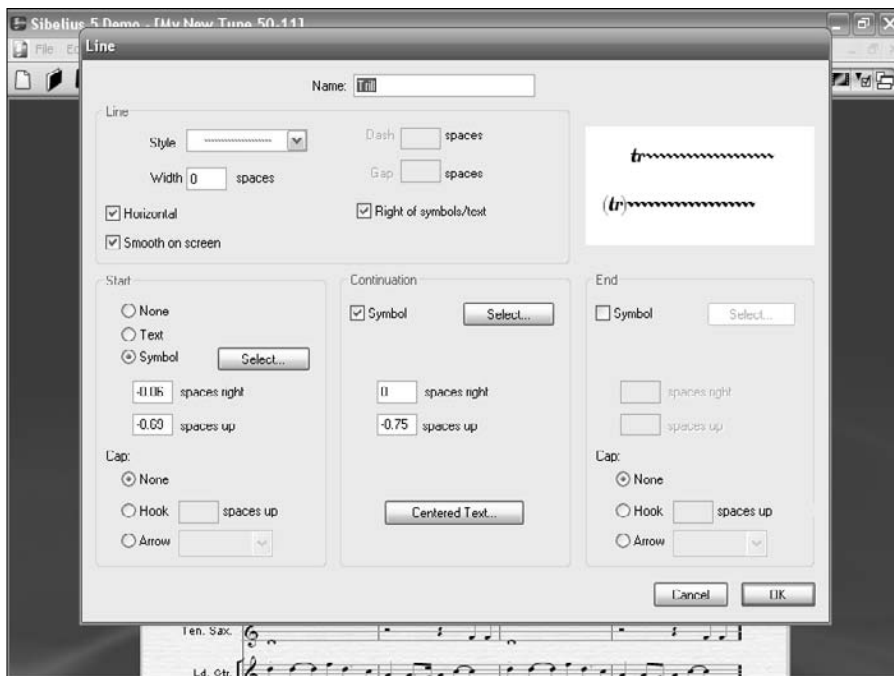 Sibelius 5 Demo - [My New Tune 50-11]
File
Line
Name: Trill
Line
Style
Width 0 spaces
Dash spaces
Gap spaces
Horizontal
Right of symbols/text
Smooth on screen
tr
(tr)
Start
None
Text
Symbol Select...
-0.06 spaces right
-0.69 spaces up
Cap:
None
Hook spaces up
Arrow
Continuation
Symbol Select...
0 spaces right
-0.75 spaces up
Centered Text...
End
Symbol Select...
spaces right
spaces up
Cap:
None
Hook spaces up
Arrow
Cancel OK
Ten. Sax.
Ld. Gtr.